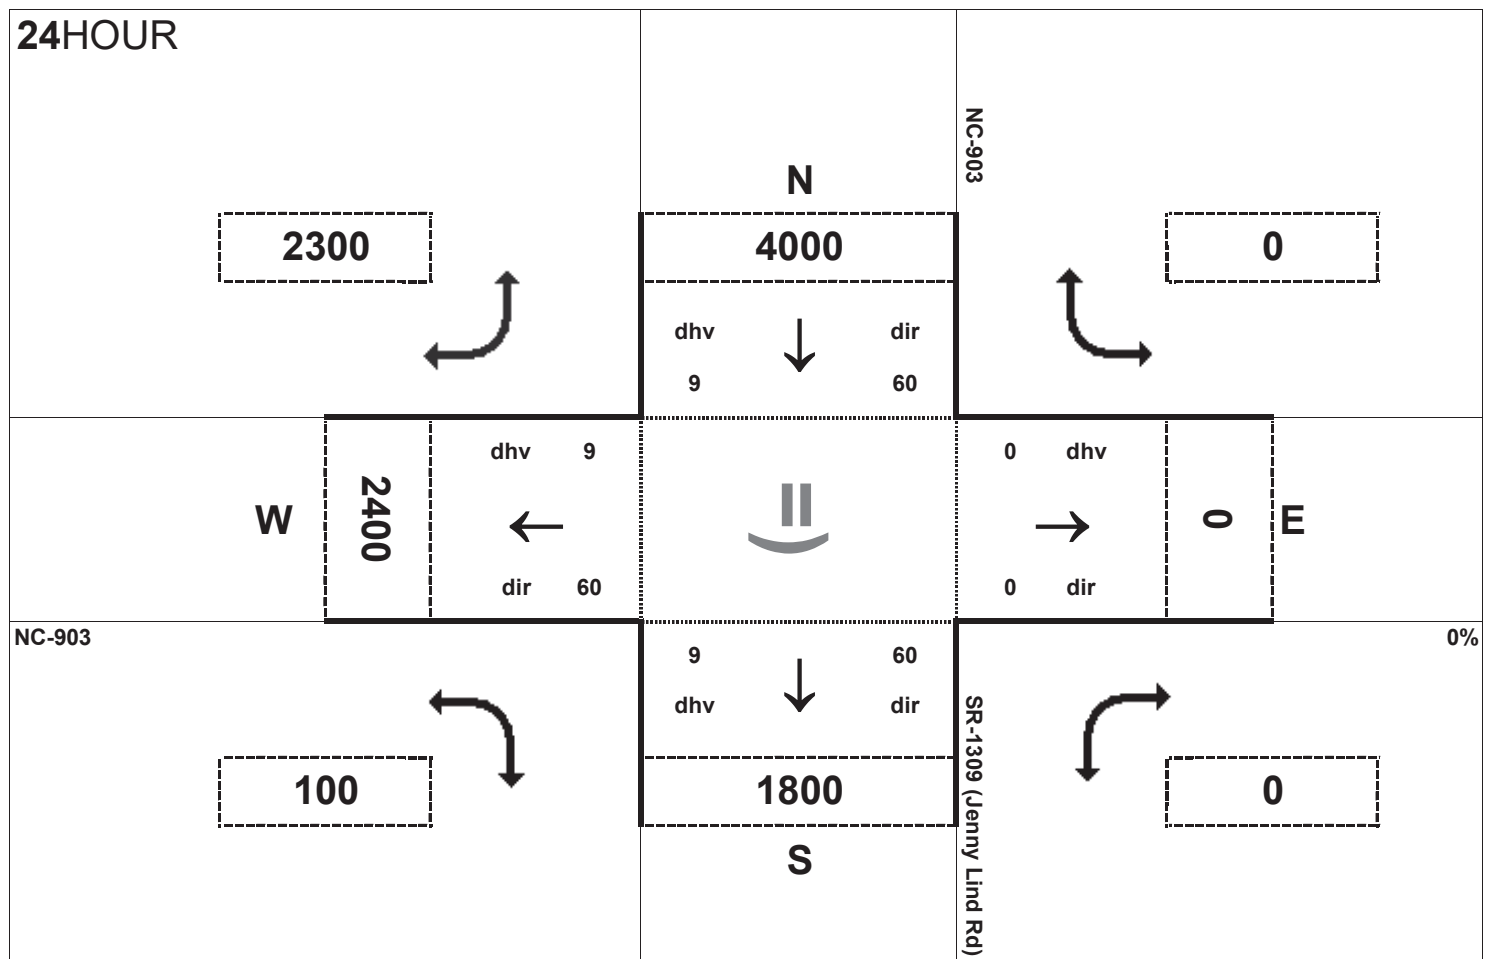 24HOUR
NC-903
N
2300
4000
0
dhv
dir
9
60
dhv 9
0 dhv
W
2400
0
E
dir 60
0 dir
NC-903
0%
9
60
dhv
dir
SR-1309 (Jenny Lind Rd)
100
1800
0
S